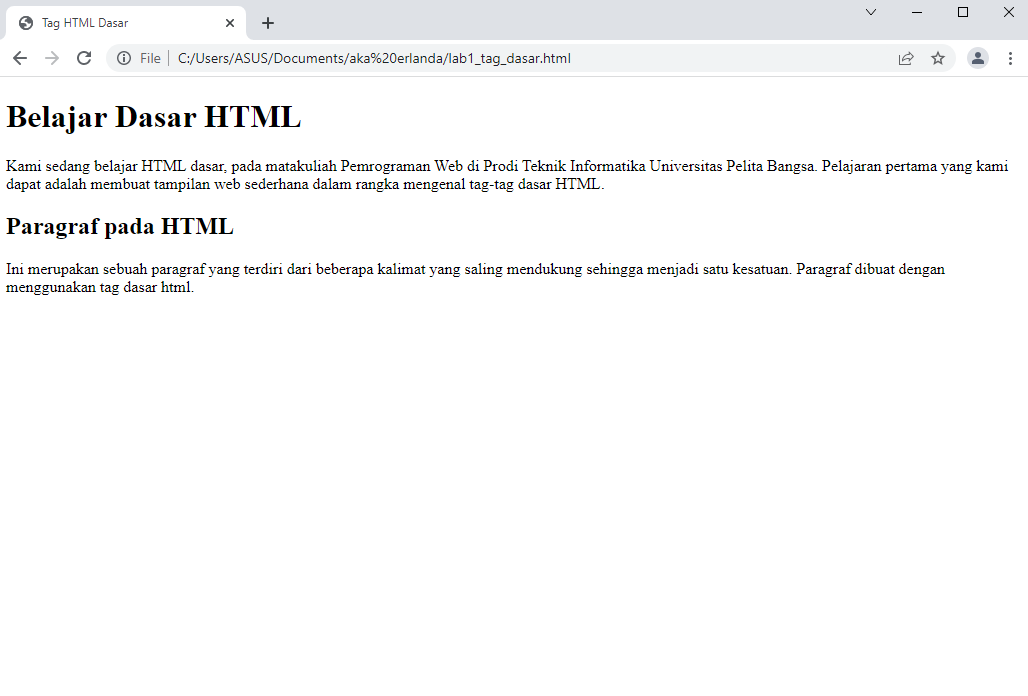 Tag HTML Dasar
File
C:/Users/ASUS/Documents/aka%20erlanda/lab1_tag_dasar.html
Belajar Dasar HTML
Kami sedang belajar HTML dasar, pada matakuliah Pemrograman Web di Prodi Teknik Informatika Universitas Pelita Bangsa. Pelajaran pertama yang kami
dapat adalah membuat tampilan web sederhana dalam rangka mengenal tag-tag dasar HTML.
Paragraf pada HTML
Ini merupakan sebuah paragraf yang terdiri dari beberapa kalimat yang saling mendukung sehingga menjadi satu kesatuan. Paragraf dibuat dengan
menggunakan tag dasar html.